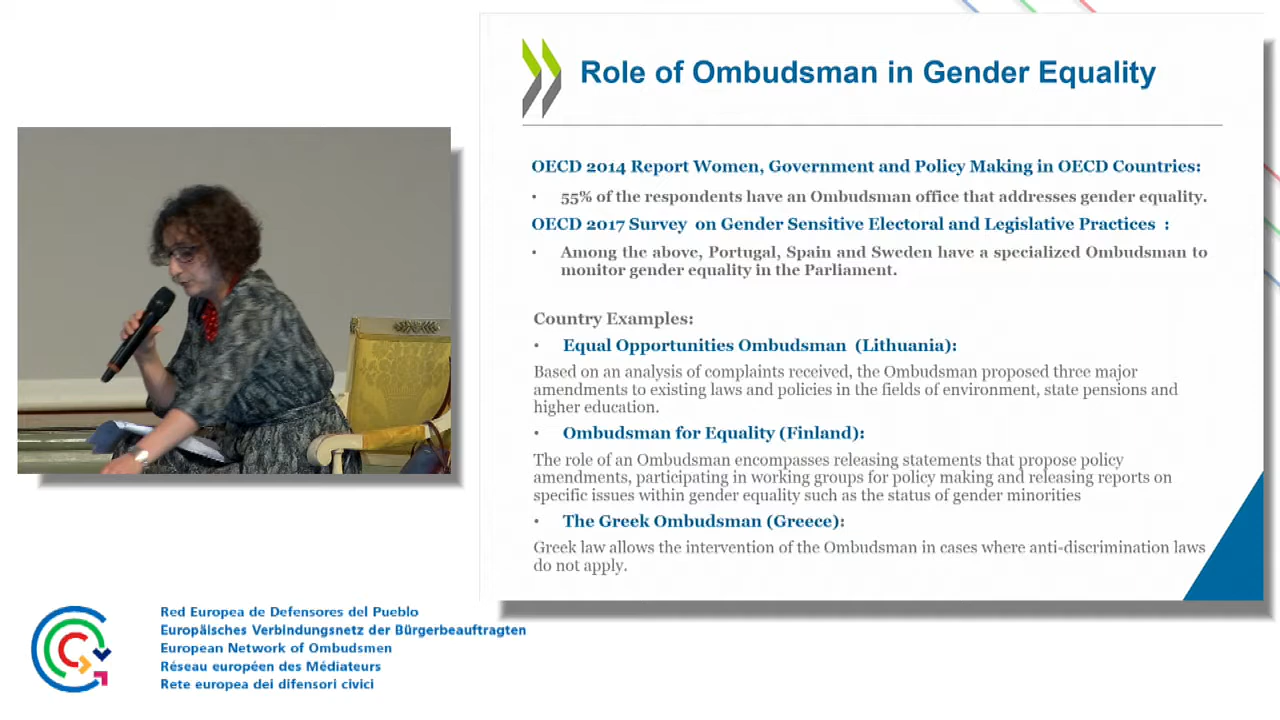 Role of Ombudsman in Gender Equality
OECD 2014 Report Women, Government and Policy Making in OECD Countries:
• 55% of the respondents have an Ombudsman office that addresses gender equality.
OECD 2017 Survey on Gender Sensitive Electoral and Legislative Practices :
• Among the above, Portugal, Spain and Sweden have a specialized Ombudsman to
monitor gender equality in the Parliament.
Country Examples:
• Equal Opportunities Ombudsman (Lithuania):
Based on an analysis of complaints received, the Ombudsman proposed three major
amendments to existing laws and policies in the fields of environment, state pensions and
higher education.
• Ombudsman for Equality (Finland):
The role of an Ombudsman encompasses releasing statements that propose policy
amendments, participating in working groups for policy making and releasing reports on
specific issues within gender equality such as the status of gender minorities
• The Greek Ombudsman (Greece):
Greek law allows the intervention of the Ombudsman in cases where anti-discrimination laws
do not apply.
Red Europea de Defensores del Pueblo
Europäisches Verbindungsnetz der Bürgerbeauftragten
European Network of Ombudsmen
Réseau européen des Médiateurs
Rete europea dei difensori civici